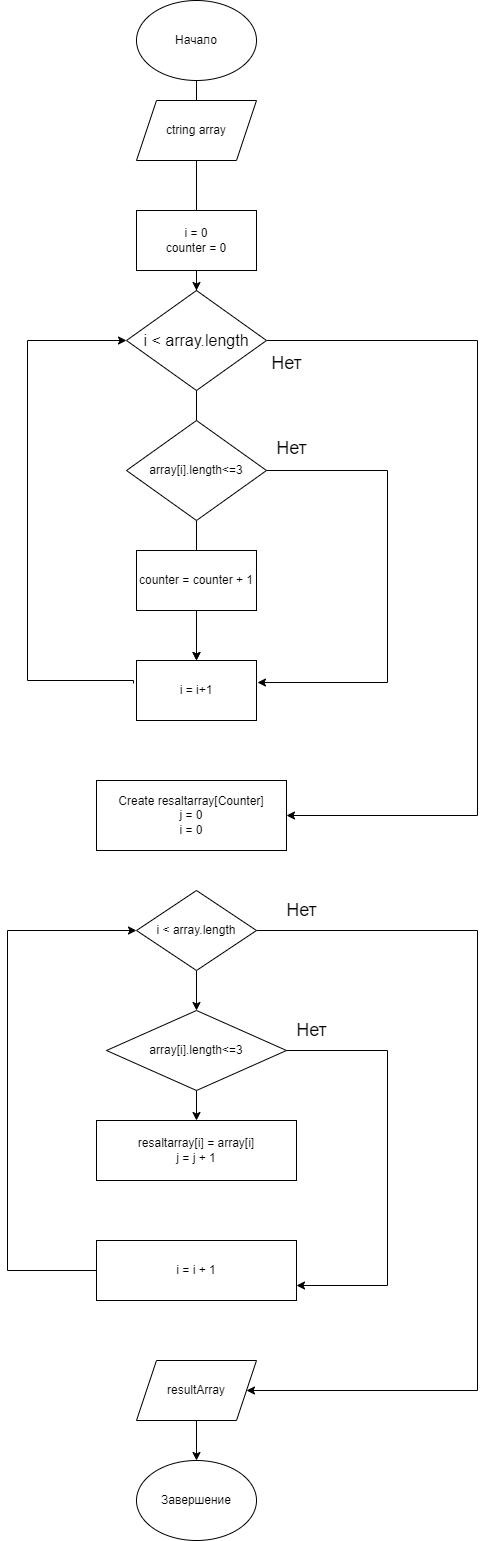 Начало
ctring array
i = 0
counter = 0
i < array.length
Нет
Нет
array[i].length<=3
counter = counter + 1
i = i+1
Create resaltarray[Counter]
j = 0
i = 0
Нет
i < array.length
Нет
array[i].length<=3
resaltarray[i] = array[i]
j = j + 1
i = i + 1
resultArray
Завершение